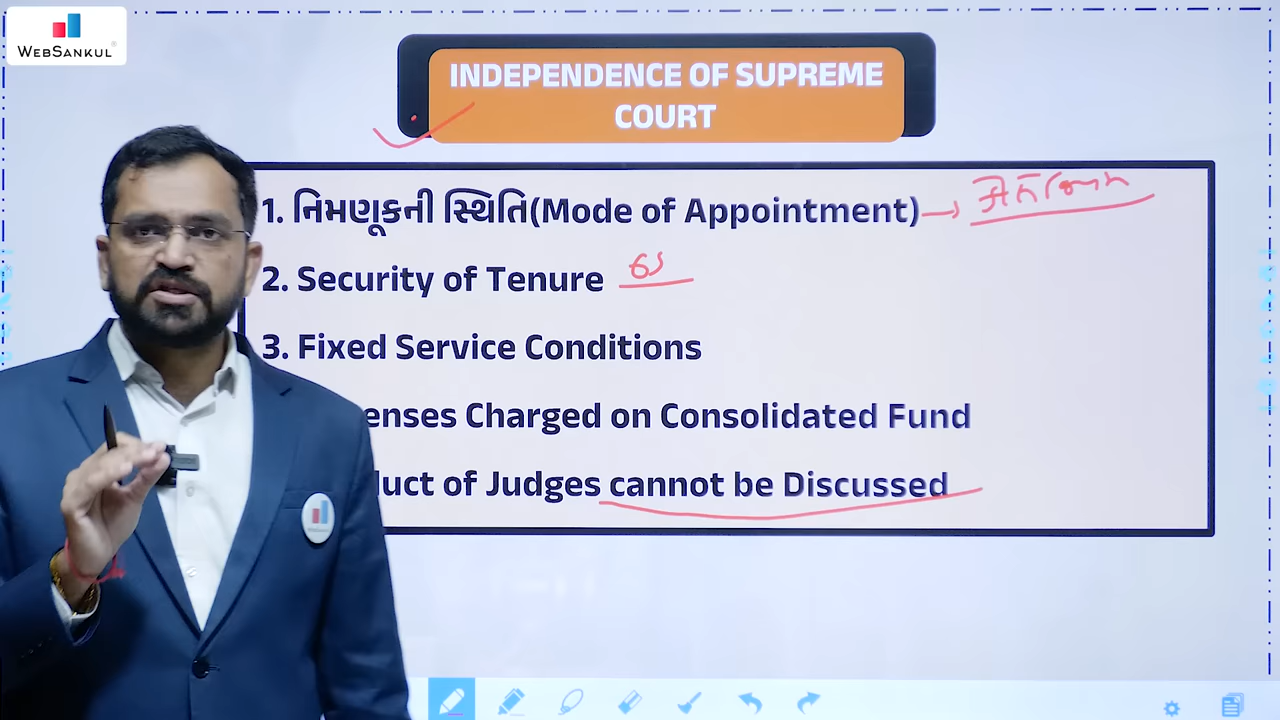 WEBSANKUL
INDEPENDENCE OF SUPREME
COURT
1. નિમણૂકની સ્થિતિ(Mode of Appointment)
2. Security of Tenure
3. Fixed Service Conditions
enses Charged on Consolidated Fund
duct of Judges cannot be Discussed